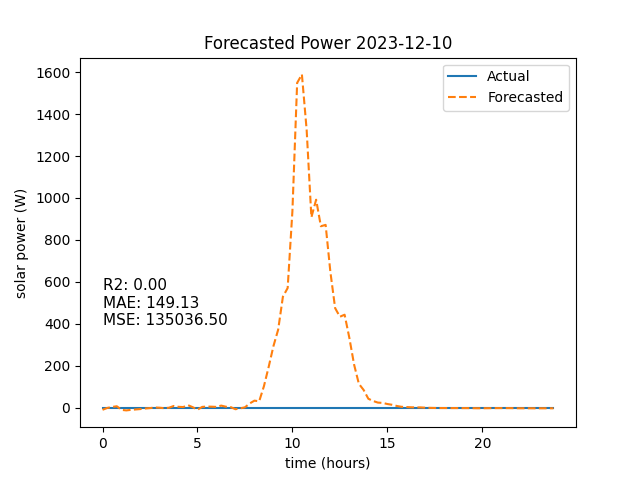 Forecasted Power 2023-12-10
Actual
Forecasted
1600
1400
1200
1000
800
600
400
200
0
solar power (W)
R2: 0.00
MAE: 149.13
MSE: 135036.50
0 5 10 15 20
time (hours)